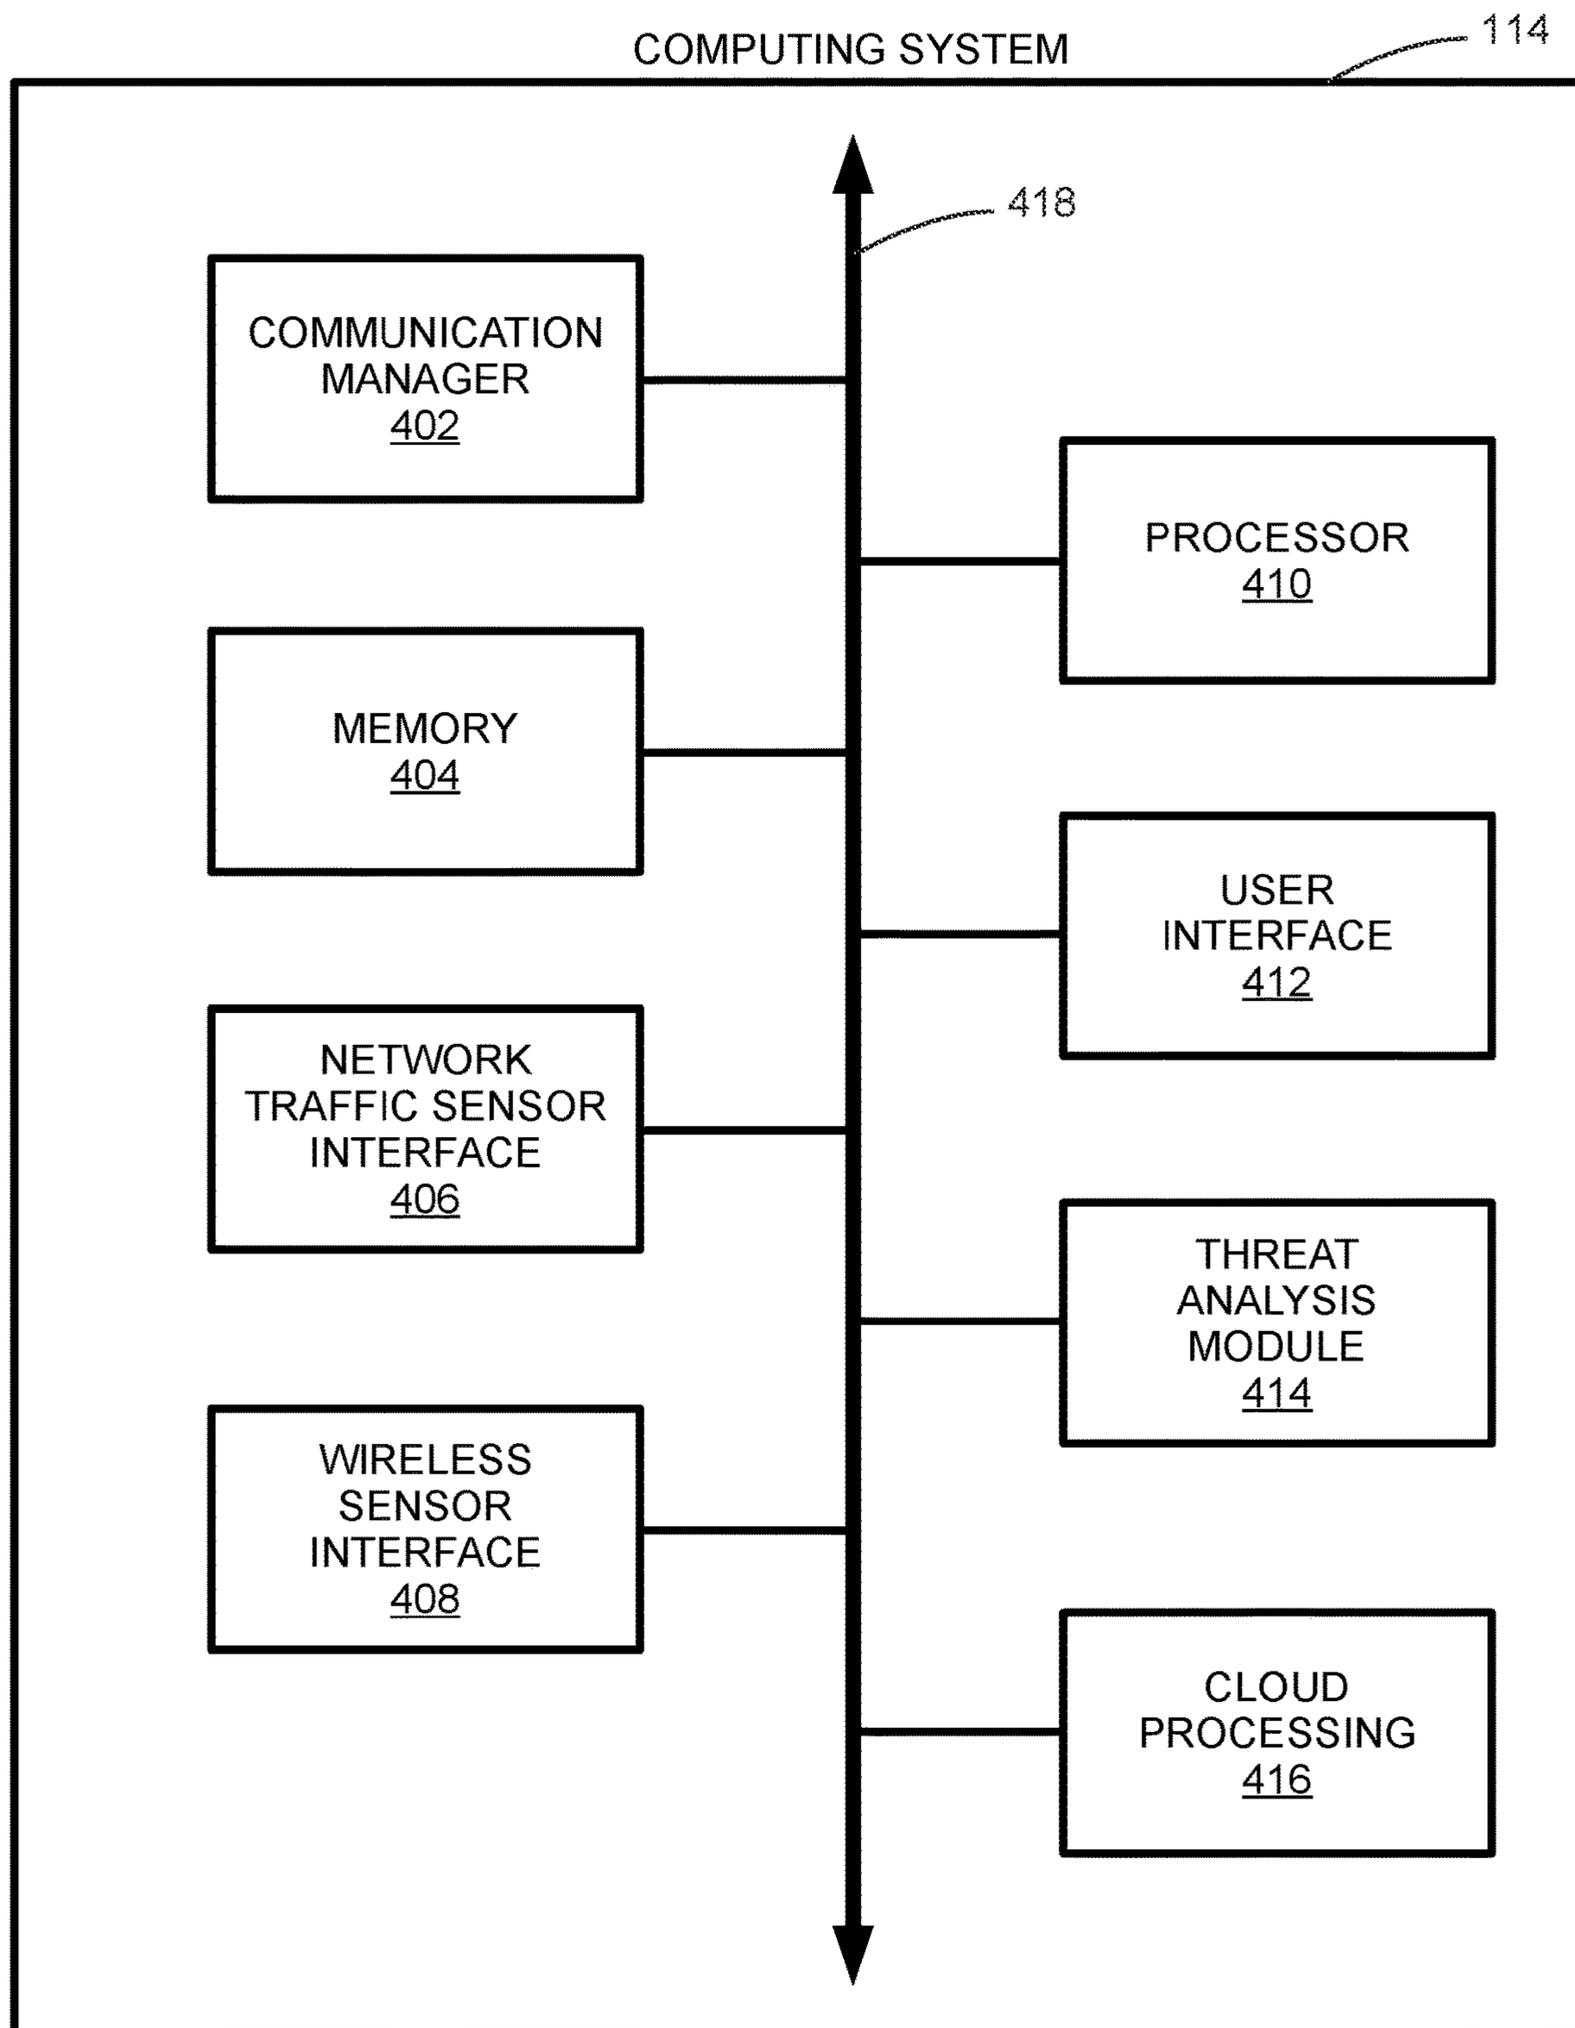 COMPUTING SYSTEM
114
418
COMMUNICATION
MANAGER
402
PROCESSOR
410
MEMORY
404
USER
INTERFACE
412
NETWORK
TRAFFIC SENSOR
INTERFACE
406
THREAT
ANALYSIS
MODULE
414
WIRELESS
SENSOR
INTERFACE
408
CLOUD
PROCESSING
416